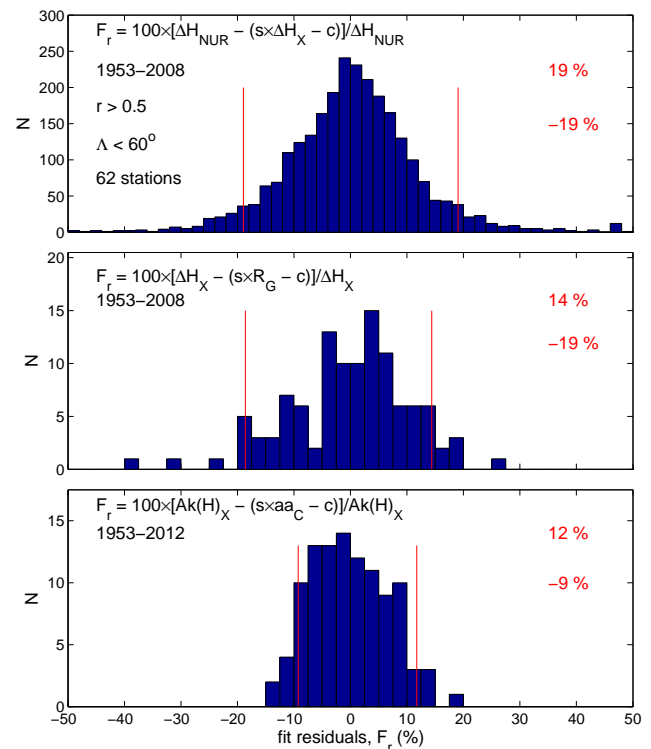 F_r = 100×[ΔH_NUR − (s×ΔH_X − c)]/ΔH_NUR
1953−2008
r > 0.5
Λ < 60°
62 stations
19 %
−19 %
300
250
200
150
100
50
0
N
F_r = 100×[ΔH_X − (s×R_G − c)]/ΔH_X
1953−2008
14 %
−19 %
20
15
10
5
0
N
F_r = 100×[Ak(H)_X − (s×aa_C − c)]/Ak(H)_X
1953−2012
12 %
−9 %
15
10
5
0
N
−50 −40 −30 −20 −10 0 10 20 30 40 50
fit residuals, F_r (%)